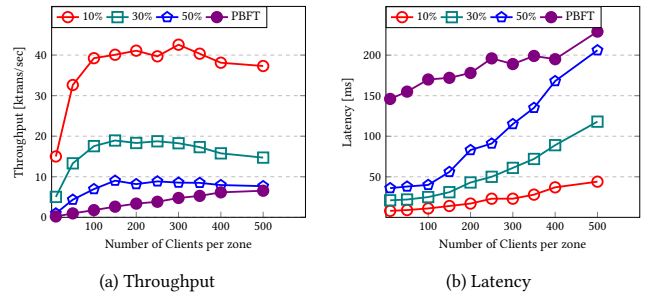 10% 30% 50% PBFT
Throughput [ktrans/sec]
40
30
20
10
0
100 200 300 400 500
Number of Clients per zone
(a) Throughput
10% 30% 50% PBFT
Latency [ms]
200
150
100
50
100 200 300 400 500
Number of Clients per zone
(b) Latency